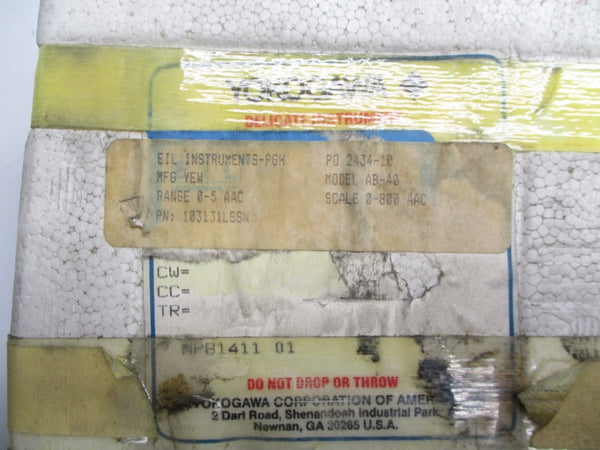 YOKOGAWA
DELICATE INSTRUMENT
EIL INSTRUMENTS-PGH PO 2434-10
MFG YEW MODEL AB-40
RANGE 0-5 AAC SCALE 0-800 AAC
PN: 103131LSSN
CW=
CC=
TR=
NPB1411 01
DO NOT DROP OR THROW
YOKOGAWA CORPORATION OF AMER
2 Dart Road, Shenandoah Industrial Park
Newnan, GA 30265 U.S.A.